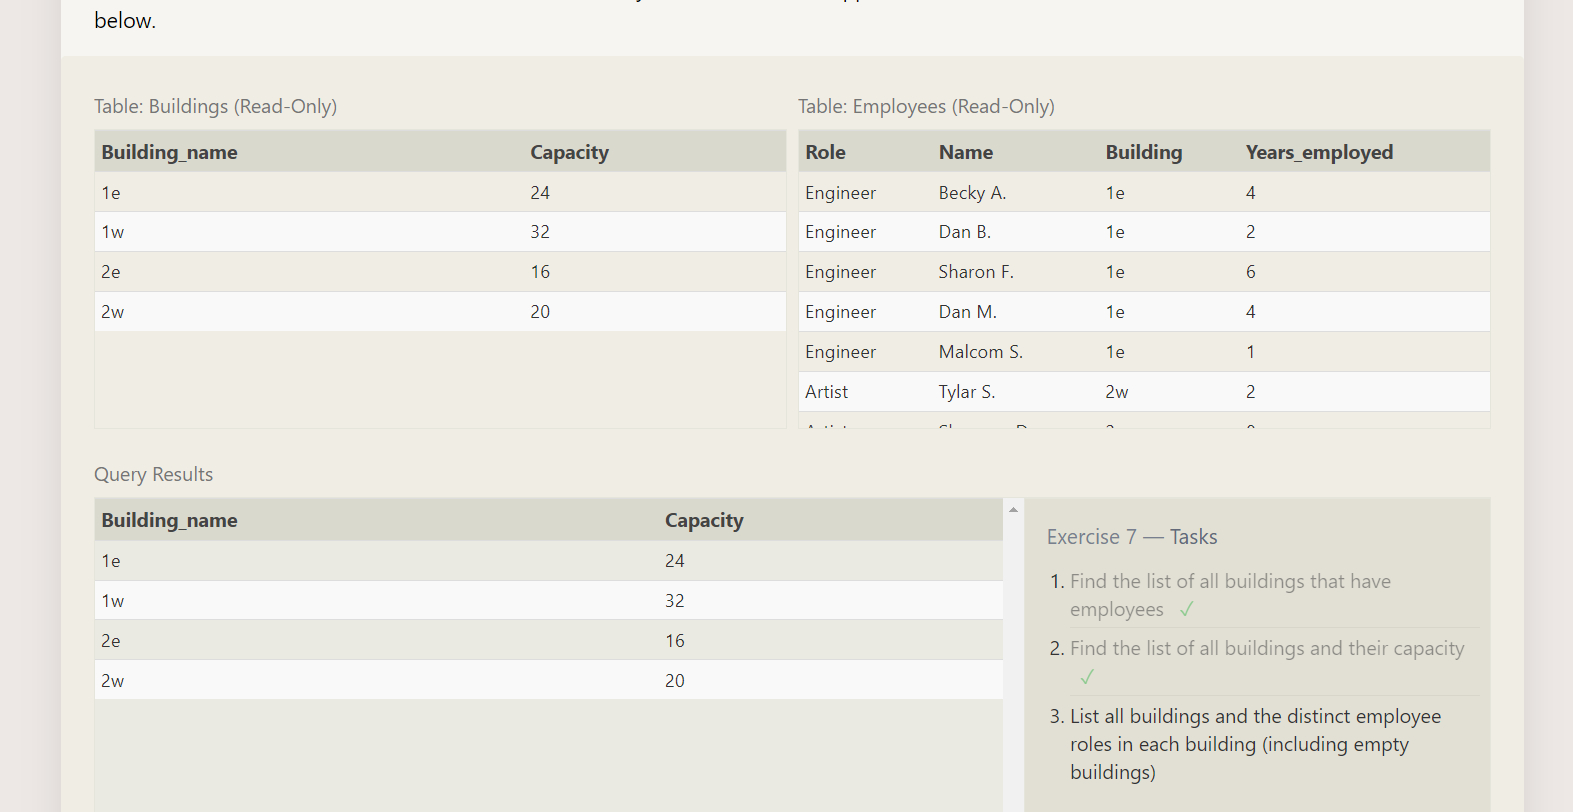 below.
Table: Buildings (Read-Only)
Building_name Capacity
1e 24
1w 32
2e 16
2w 20
Table: Employees (Read-Only)
Role Name Building Years_employed
Engineer Becky A. 1e 4
Engineer Dan B. 1e 2
Engineer Sharon F. 1e 6
Engineer Dan M. 1e 4
Engineer Malcom S. 1e 1
Artist Tylar S. 2w 2
Query Results
Building_name Capacity
1e 24
1w 32
2e 16
2w 20
Exercise 7 — Tasks
1. Find the list of all buildings that have
employees ✓
2. Find the list of all buildings and their capacity
✓
3. List all buildings and the distinct employee
roles in each building (including empty
buildings)